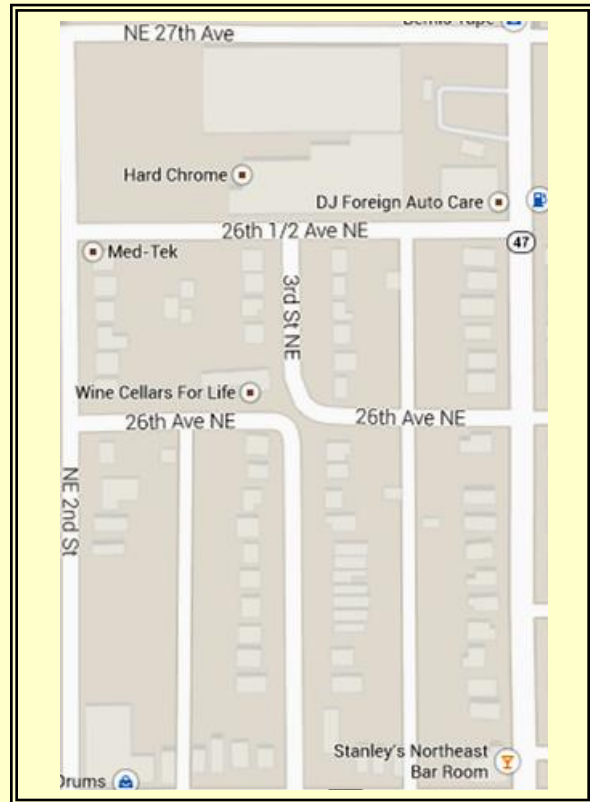 NE 27th Ave
Hard Chrome
DJ Foreign Auto Care
26th 1/2 Ave NE
47
Med-Tek
3rd St NE
Wine Cellars For Life
26th Ave NE
26th Ave NE
NE 2nd St
Stanley's Northeast
Bar Room
Drums